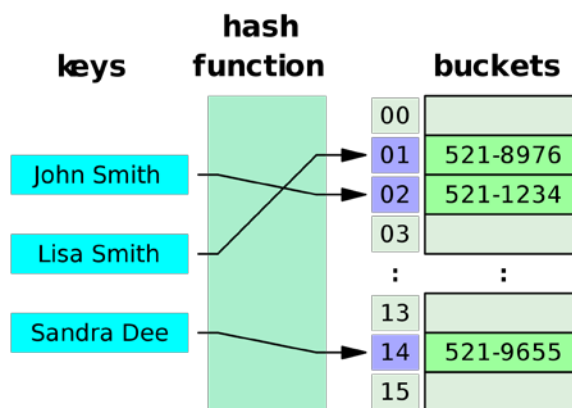 hash
keys function buckets
00
01 521-8976
John Smith
02 521-1234
03
Lisa Smith
: :
13
Sandra Dee
14 521-9655
15